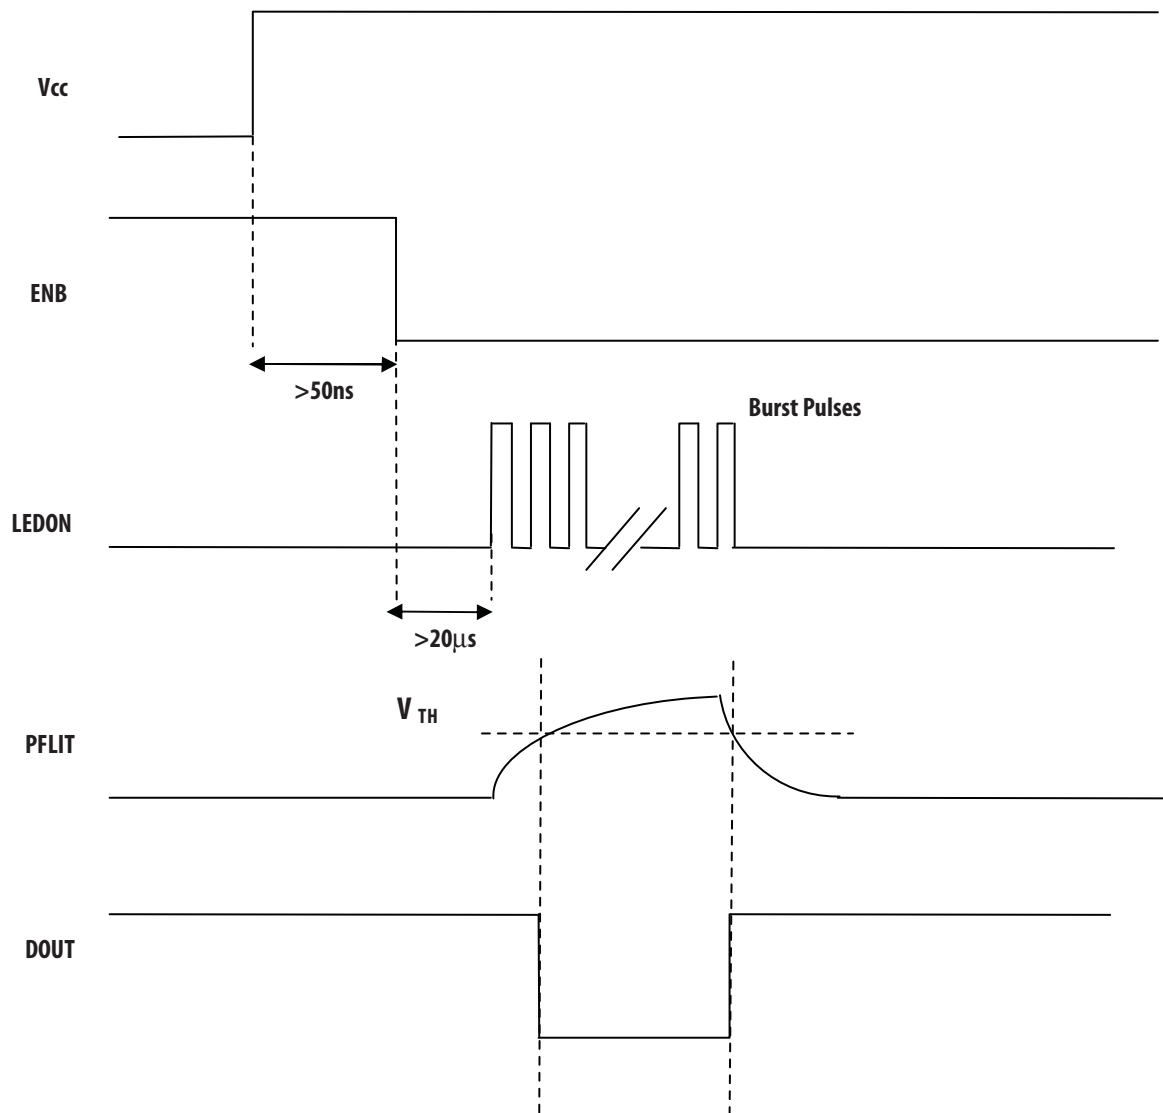 Vcc
ENB
>50ns
Burst Pulses
LEDON
>20μs
V TH
PFLIT
DOUT